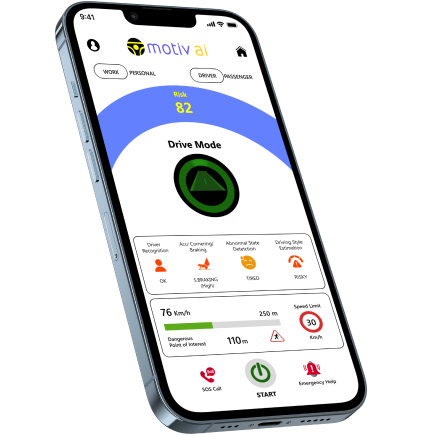 9:41
motiv ai
WORK PERSONAL
DRIVER PASSENGER
Risk
82
Drive Mode
Driver Recognition
Acc/ Cornering/ Braking
Abnormal State Detetction
Driving Style Estimation
OK
S.BRAKING (High)
TIRED
RISKY
76 Km/h
250 m
Speed Limit
30
Km/h
Dangerous Point of Interest
110 m
SOS
SOS Call
START
Emergency Help